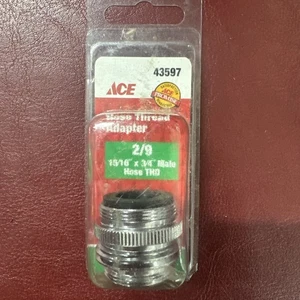 ACE
43597
Hose Thread
Adapter
2/9
15/16" x 3/4" Male
Hose THD